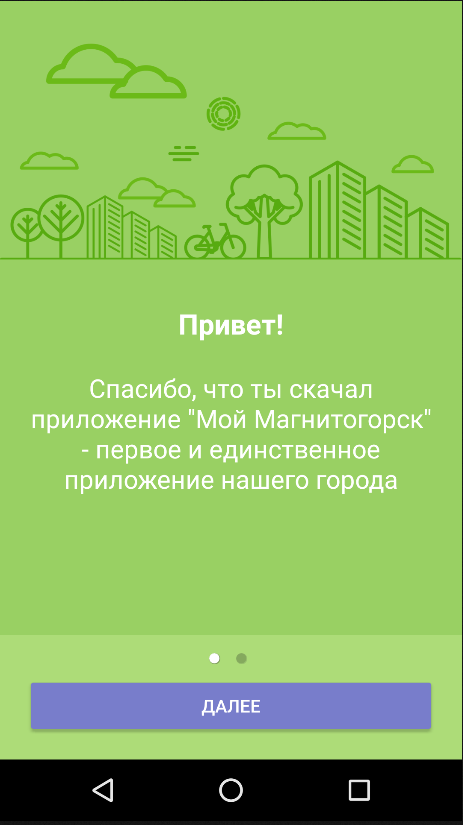 Привет!
Спасибо, что ты скачал
приложение "Мой Магнитогорск"
- первое и единственное
приложение нашего города
ДАЛЕЕ